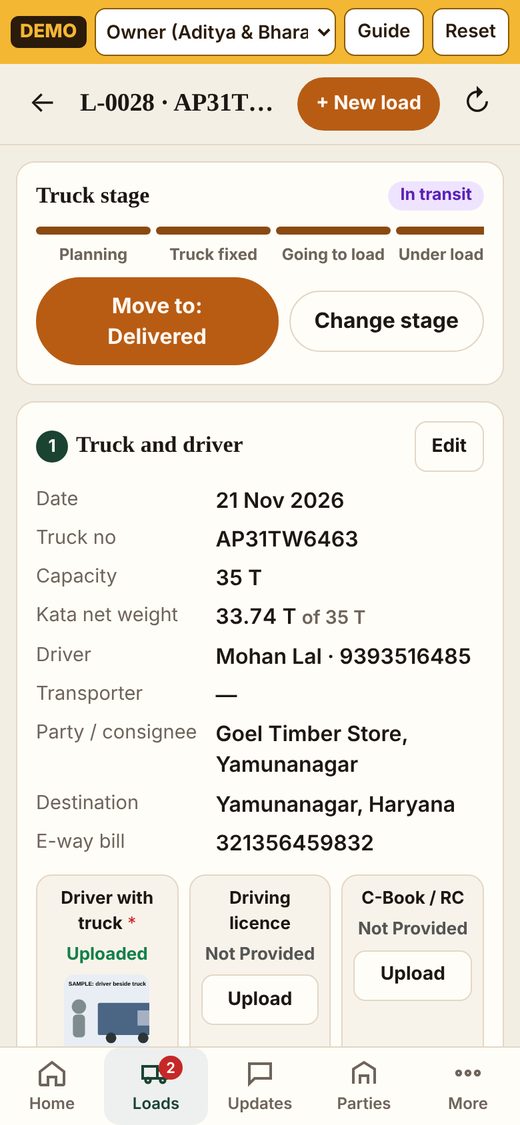 DEMO Owner (Aditya & Bhara Guide Reset
L-0028 · AP31T… + New load
Truck stage In transit
Planning Truck fixed Going to load Under load
Move to:
Delivered
Change stage
1 Truck and driver Edit
Date 21 Nov 2026
Truck no AP31TW6463
Capacity 35 T
Kata net weight 33.74 T of 35 T
Driver Mohan Lal · 9393516485
Transporter —
Party / consignee Goel Timber Store,
Yamunanagar
Destination Yamunanagar, Haryana
E-way bill 321356459832
Driver with
truck *
Uploaded
SAMPLE: driver beside truck
Driving
licence
Not Provided
Upload
C-Book / RC
Not Provided
Upload
2
Home Loads Updates Parties More